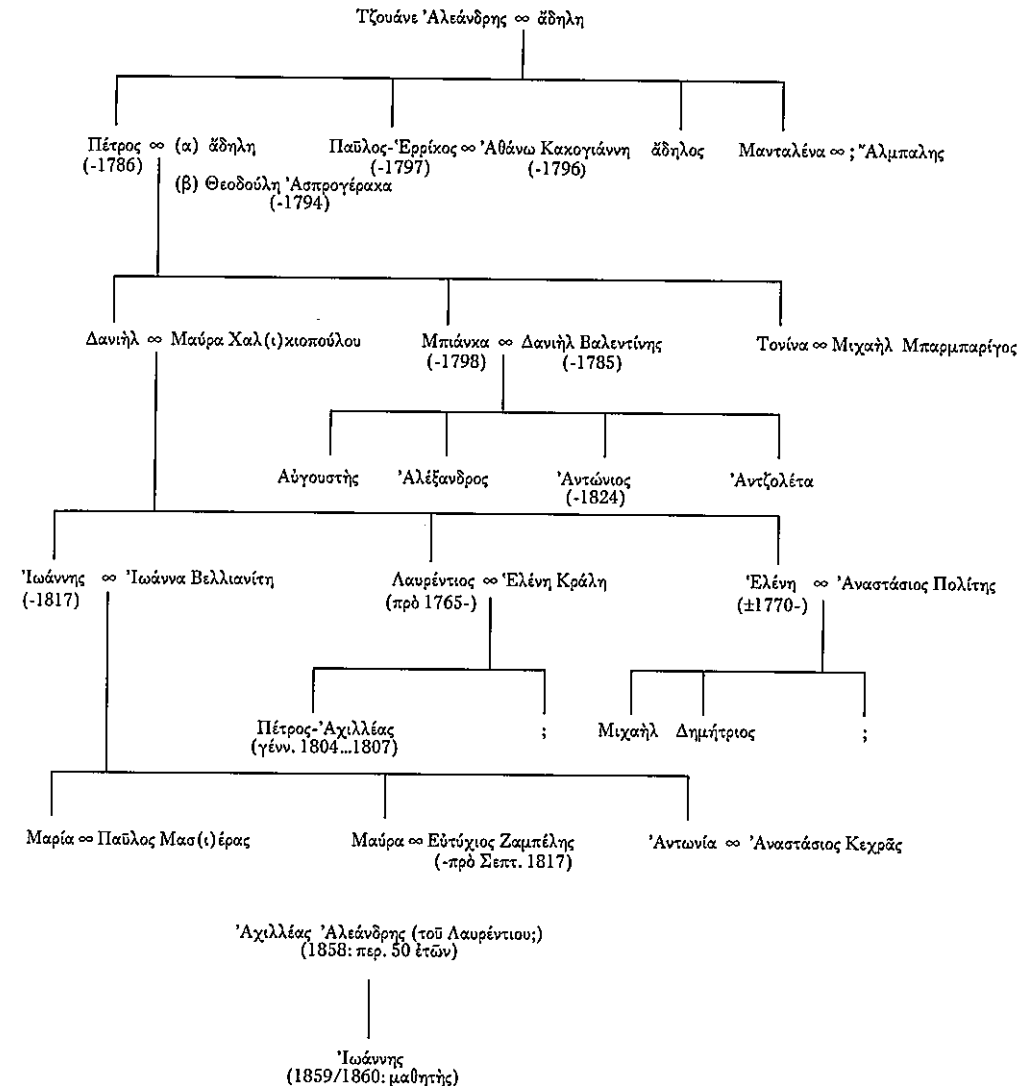 Τζουάνε Ἀλεάνδρης ∞ ἄδηλη
Πέτρος ∞ (α) ἄδηλη
(-1786)
(β) Θεοδούλη Ἀσπρογέρακα
(-1794)
Παῦλος-Ἑρρίκος ∞ Ἀθάνω Κακογιάννη
(-1797) (-1796)
ἄδηλος
Μανταλένα ∞ ; Ἄλμπαλης
Δανιὴλ ∞ Μαύρα Χαλ(ι)κιοπούλου
Μπιάνκα ∞ Δανιὴλ Βαλεντίνης
(-1798) (-1785)
Τονίνα ∞ Μιχαὴλ Μπαρμπαρίγος
Αὐγουστὴς Ἀλέξανδρος Ἀντώνιος Ἀντζολέτα
(-1824)
Ἰωάννης ∞ Ἰωάννα Βελλιανίτη
(-1817)
Λαυρέντιος ∞ Ἑλένη Κράλη
(πρὸ 1765-)
Ἑλένη ∞ Ἀναστάσιος Πολίτης
(±1770-)
Πέτρος-Ἀχιλλέας ;
(γένν. 1804...1807)
Μιχαὴλ Δημήτριος ;
Μαρία ∞ Παῦλος Μασ(ι)έρας
Μαύρα ∞ Εὐτύχιος Ζαμπέλης
(-πρὸ Σεπτ. 1817)
Ἀντωνία ∞ Ἀναστάσιος Κεχρᾶς
Ἀχιλλέας Ἀλεάνδρης (τοῦ Λαυρέντιου;)
(1858: περ. 50 ἐτῶν)
Ἰωάννης
(1859/1860: μαθητὴς)